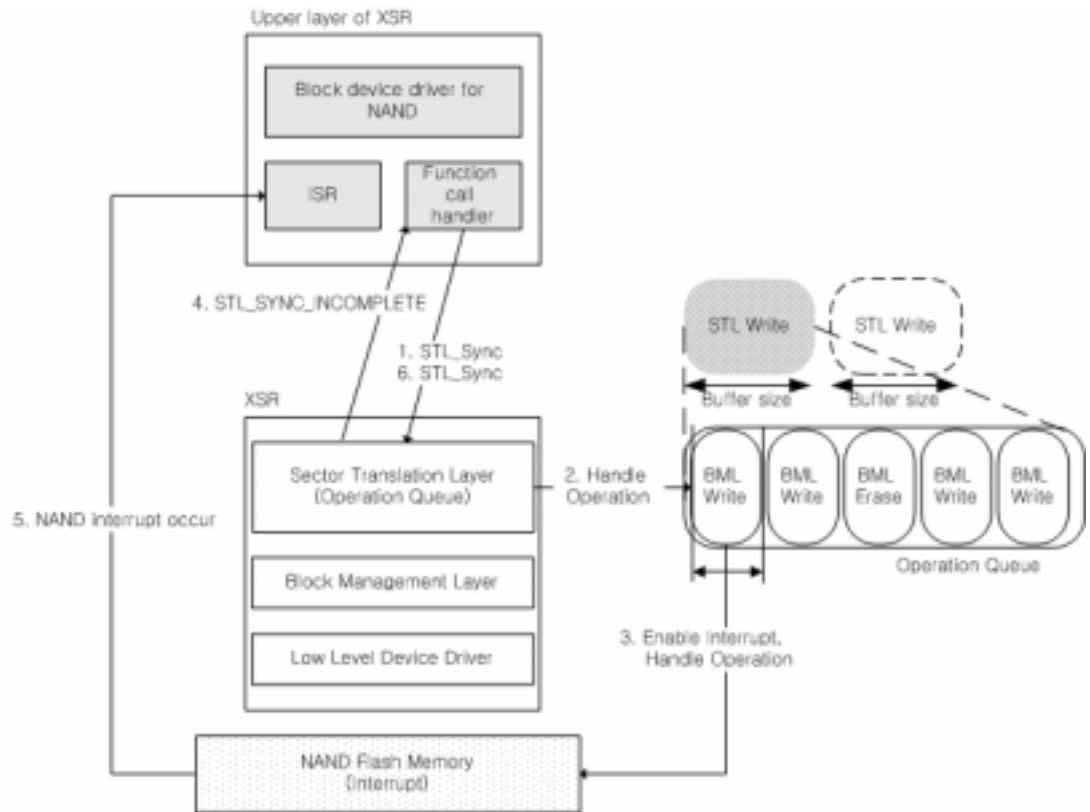 Upper layer of XSR
Block device driver for
NAND
ISR
Function
call
handler
4. STL_SYNC_INCOMPLETE
1. STL_Sync
6. STL_Sync
STL Write
STL Write
Buffer size
Buffer size
XSR
Sector Translation Layer
(Operation Queue)
2. Handle
Operation
BML
Write
BML
Write
BML
Erase
BML
Write
BML
Write
Operation Queue
5. NAND interrupt occur
Block Management Layer
3. Enable Interrupt,
Handle Operation
Low Level Device Driver
NAND Flash Memory
(Interrupt)